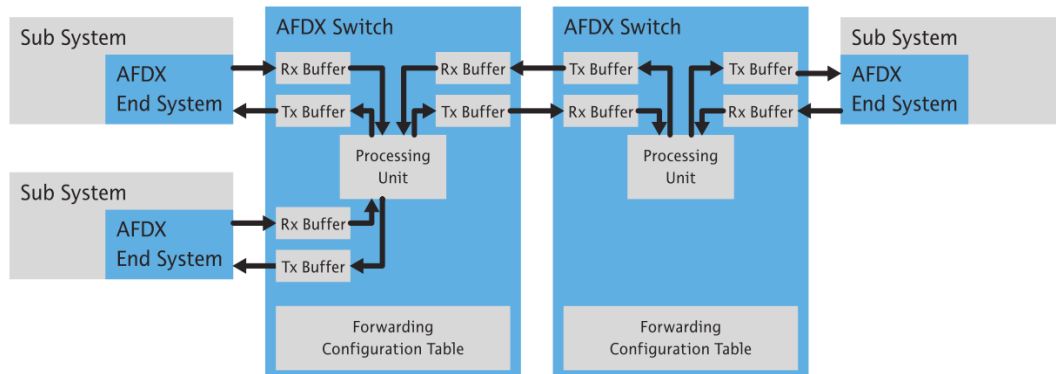 Sub System
AFDX
End System
Sub System
AFDX
End System
AFDX Switch
Rx Buffer
Rx Buffer
Tx Buffer
Tx Buffer
Processing
Unit
Rx Buffer
Tx Buffer
Forwarding
Configuration Table
AFDX Switch
Tx Buffer
Tx Buffer
Rx Buffer
Rx Buffer
Processing
Unit
Forwarding
Configuration Table
Sub System
AFDX
End System